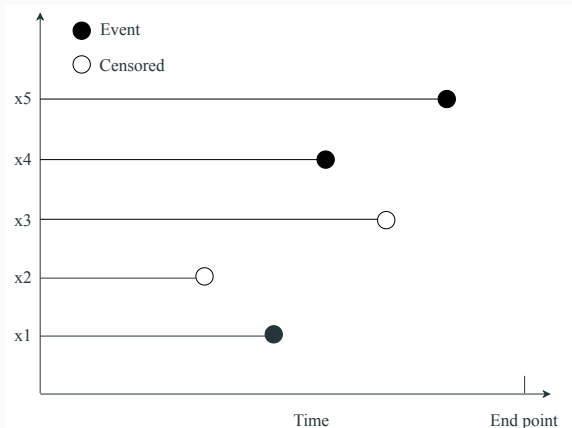 Event
Censored
x5
x4
x3
x2
x1
Time End point